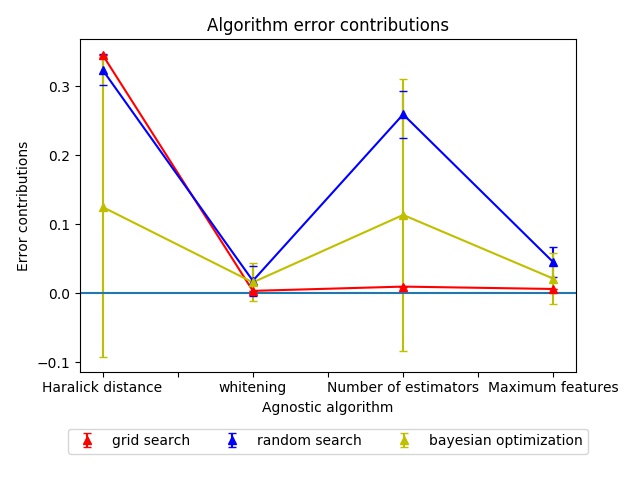 Algorithm error contributions
Error contributions
0.3
0.2
0.1
0.0
−0.1
Haralick distance whitening Number of estimators Maximum features
Agnostic algorithm
grid search random search bayesian optimization